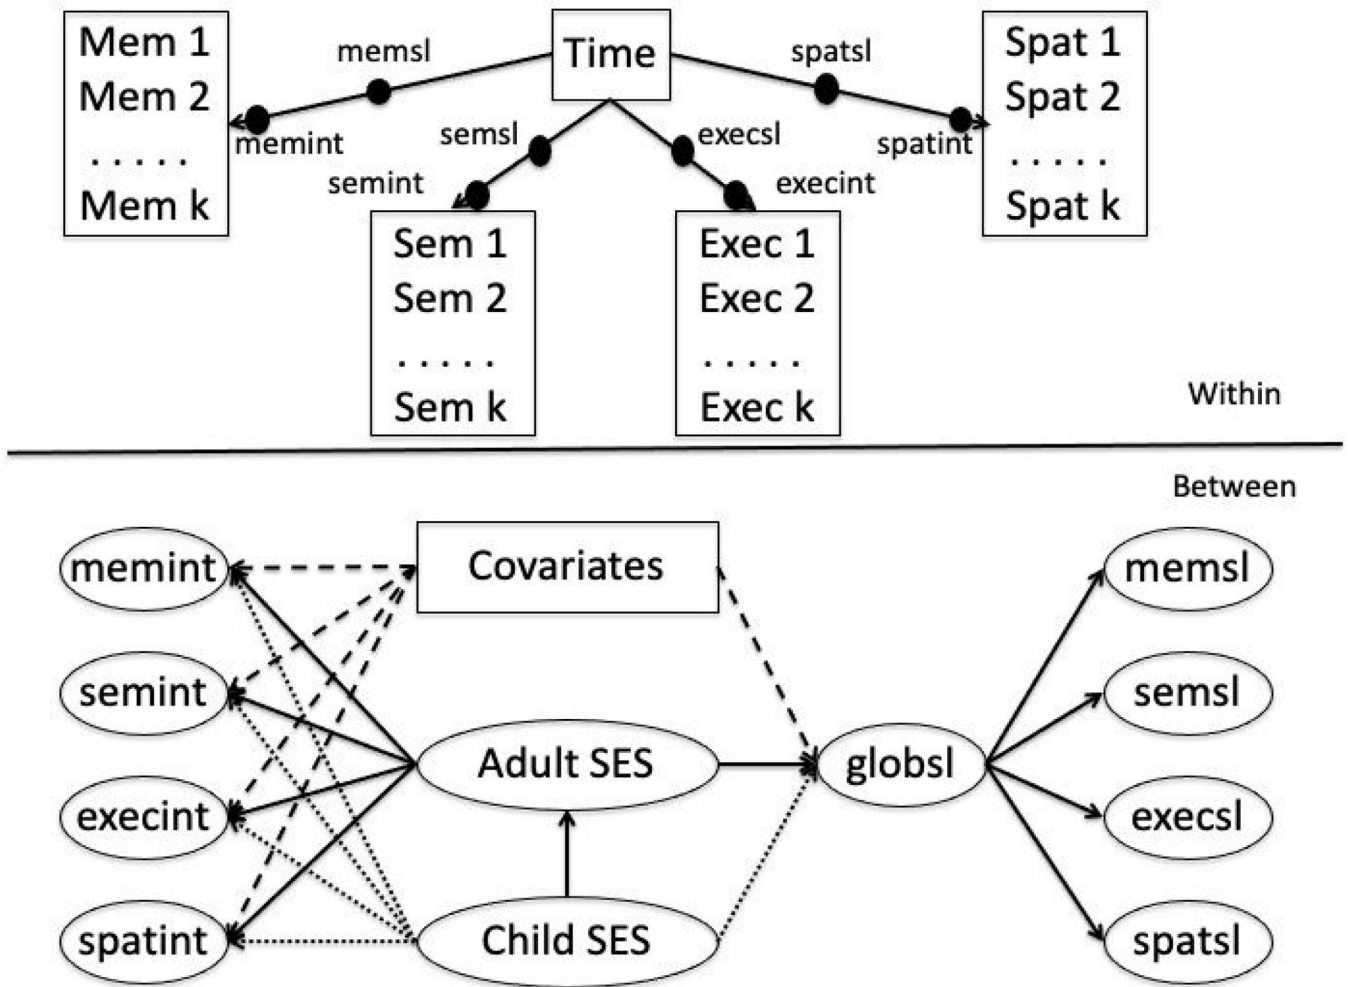 Mem 1
Mem 2
. . . . .
Mem k
memsl
memint
Time
spatsl
spatint
Spat 1
Spat 2
. . . . .
Spat k
semsl
semint
execsl
execint
Sem 1
Sem 2
. . . . .
Sem k
Exec 1
Exec 2
. . . . .
Exec k
Within
Between
memint
semint
execint
spatint
Covariates
Adult SES
Child SES
globsl
memsl
semsl
execsl
spatsl